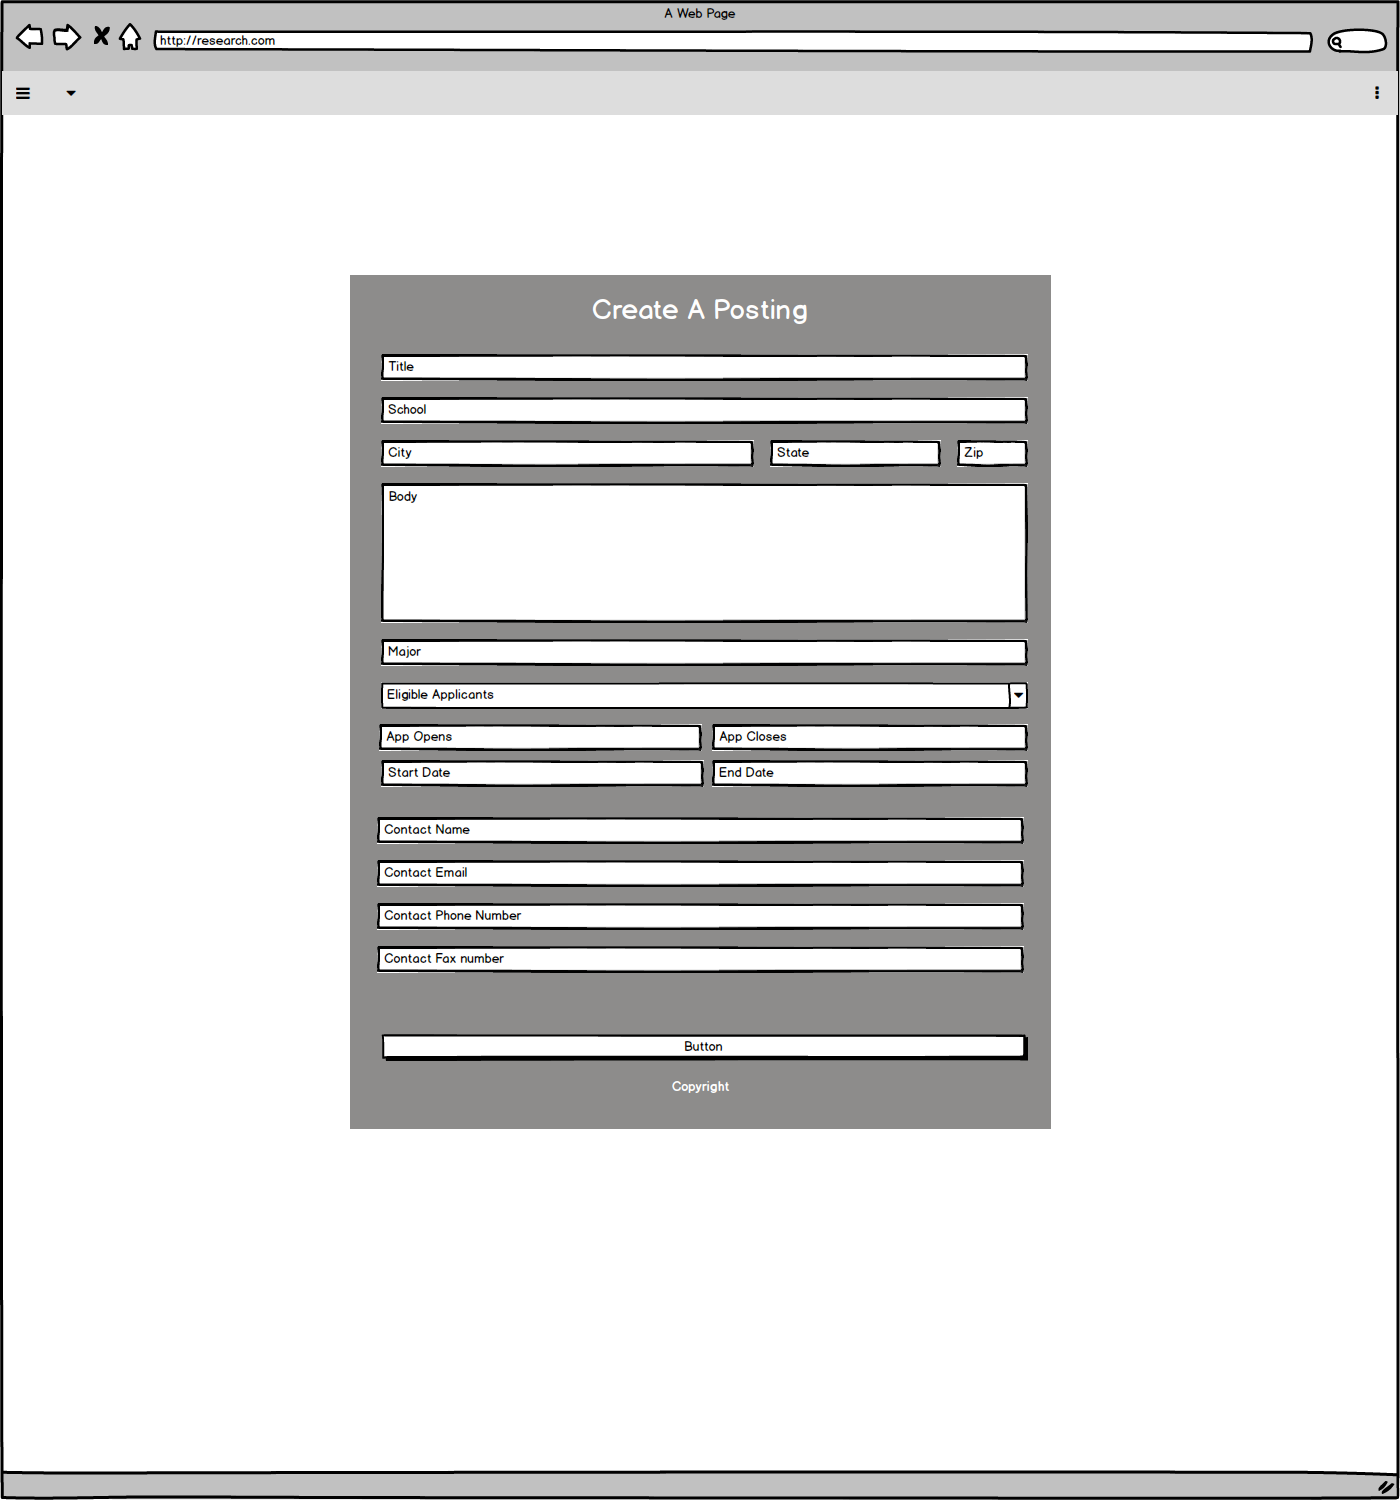 A Web Page
http://research.com
Create A Posting
Title
School
City State Zip
Body
Major
Eligible Applicants
App Opens App Closes
Start Date End Date
Contact Name
Contact Email
Contact Phone Number
Contact Fax number
Button
Copyright